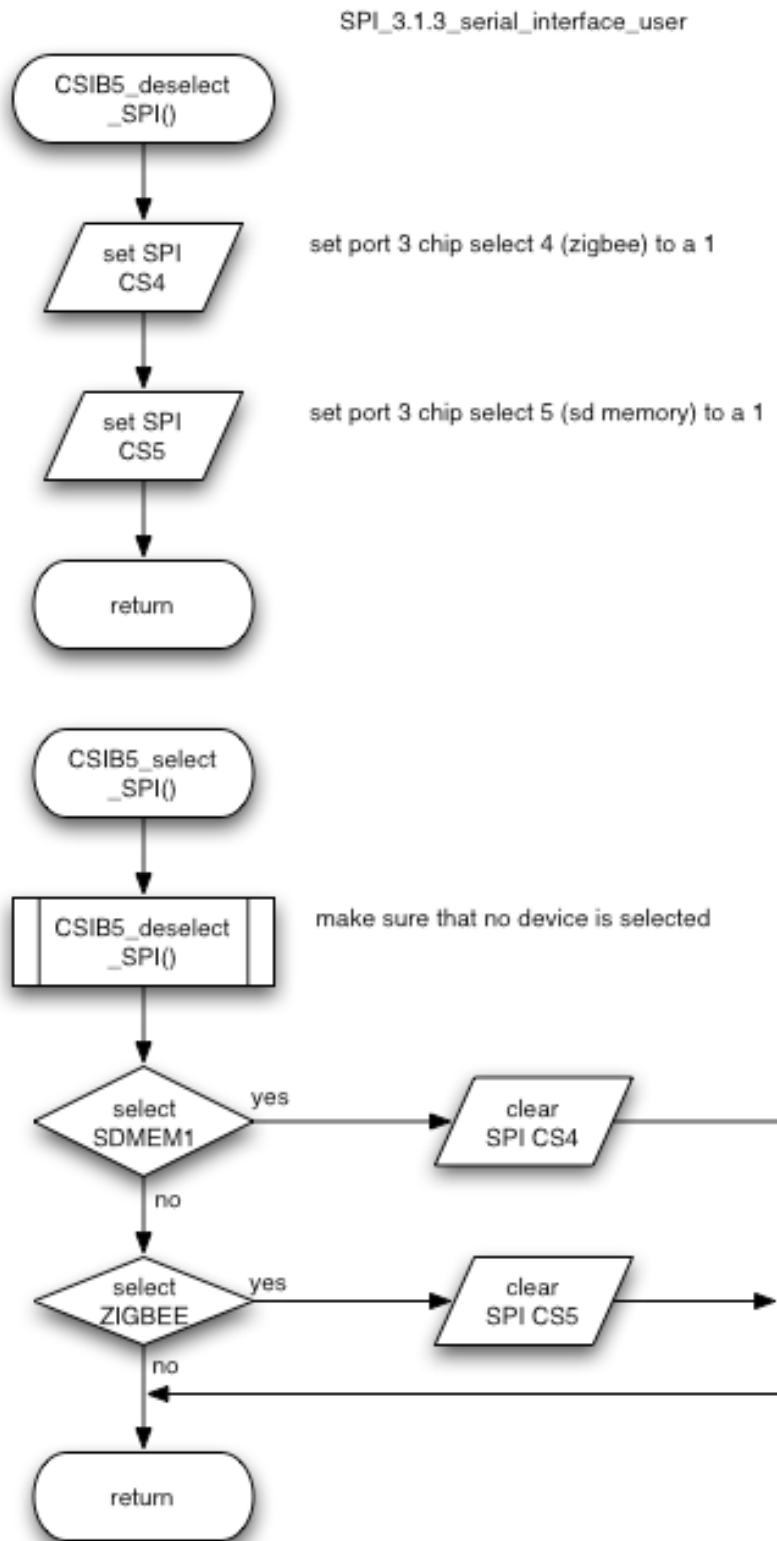 SPI_3.1.3_serial_interface_user
CSIB5_deselect
_SPI()
set SPI
CS4
set port 3 chip select 4 (zigbee) to a 1
set SPI
CS5
set port 3 chip select 5 (sd memory) to a 1
return
CSIB5_select
_SPI()
CSIB5_deselect
_SPI()
make sure that no device is selected
select
SDMEM1
yes
clear
SPI CS4
no
select
ZIGBEE
yes
clear
SPI CS5
no
return